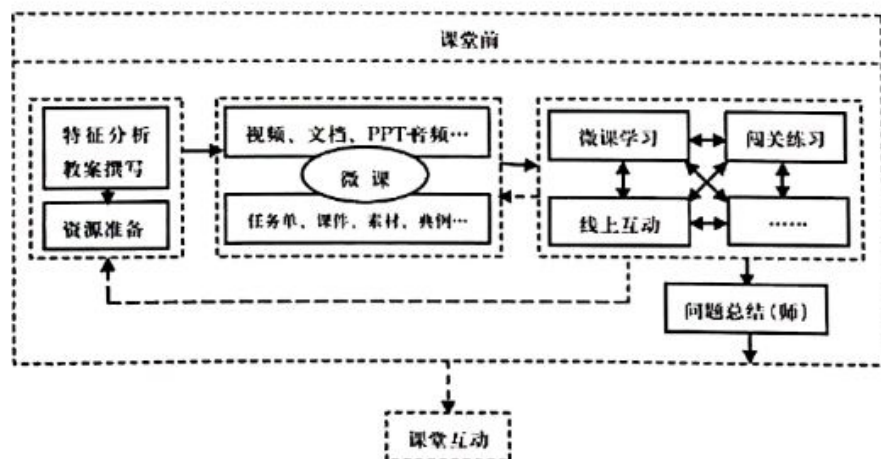 课堂前
特征分析
教案撰写
资源准备
视频、文档、PPT音频…
微课
任务单、课件、素材、典例…
微课学习
闯关练习
线上互动
……
问题总结(师)
课堂互动